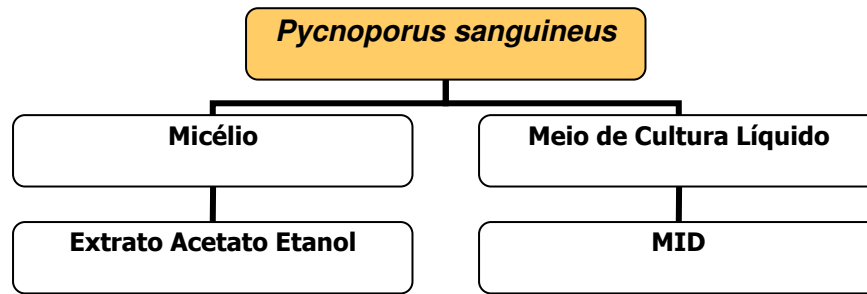 Pycnoporus sanguineus
Micélio
Meio de Cultura Líquido
Extrato Acetato Etanol
MID